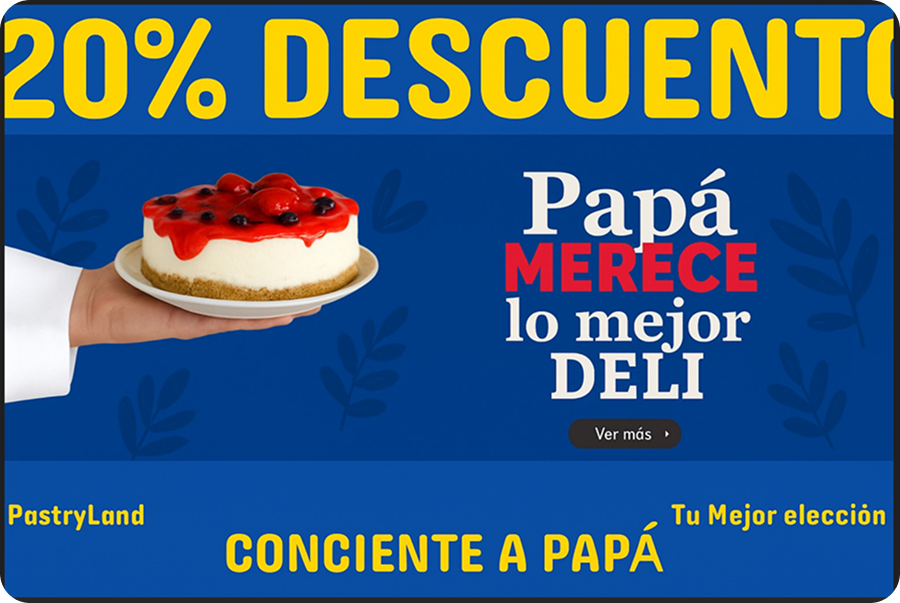 20% DESCUENTO
Papá
MERECE
lo mejor
DELI
Ver más
PastryLand
Tu Mejor elección
CONCIENTE A PAPÁ